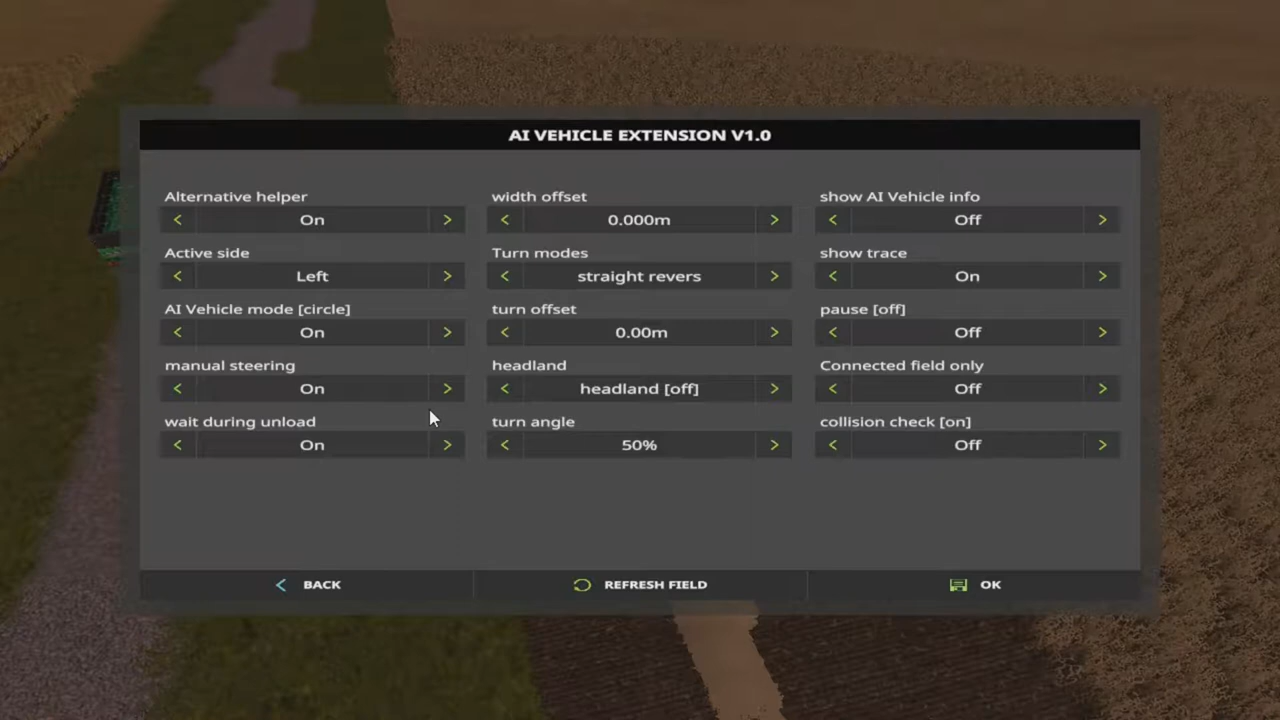 AI VEHICLE EXTENSION V1.0
Alternative helper
On
Active side
Left
AI Vehicle mode [circle]
On
manual steering
On
wait during unload
On
width offset
0.000m
Turn modes
straight revers
turn offset
0.00m
headland
headland [off]
turn angle
50%
show AI Vehicle info
Off
show trace
On
pause [off]
Off
Connected field only
Off
collision check [on]
Off
BACK
REFRESH FIELD
OK